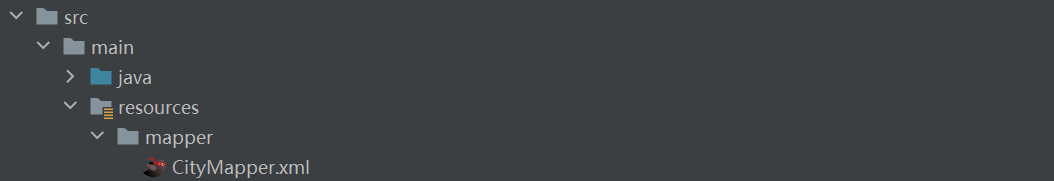 src
main
java
resources
mapper
CityMapper.xml